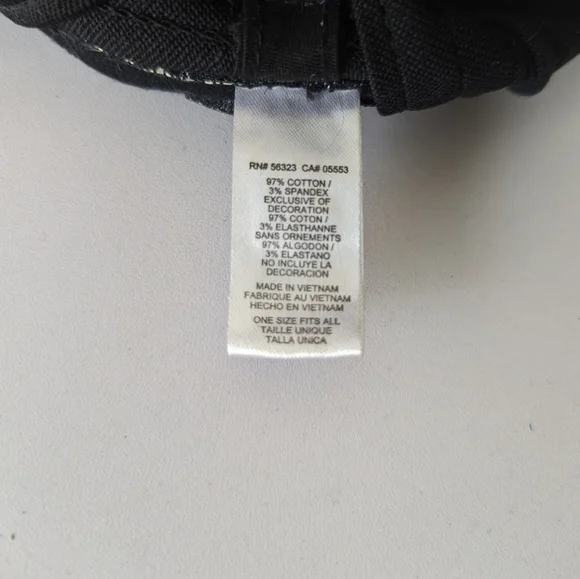 RN# 56323 CA# 05553
97% COTTON /
3% SPANDEX
EXCLUSIVE OF
DECORATION
97% COTON /
3% ELASTHANNE
SANS ORNEMENTS
97% ALGODON /
3% ELASTANO
NO INCLUYE LA
DECORACION
MADE IN VIETNAM
FABRIQUE AU VIETNAM
HECHO EN VIETNAM
ONE SIZE FITS ALL
TAILLE UNIQUE
TALLA UNICA